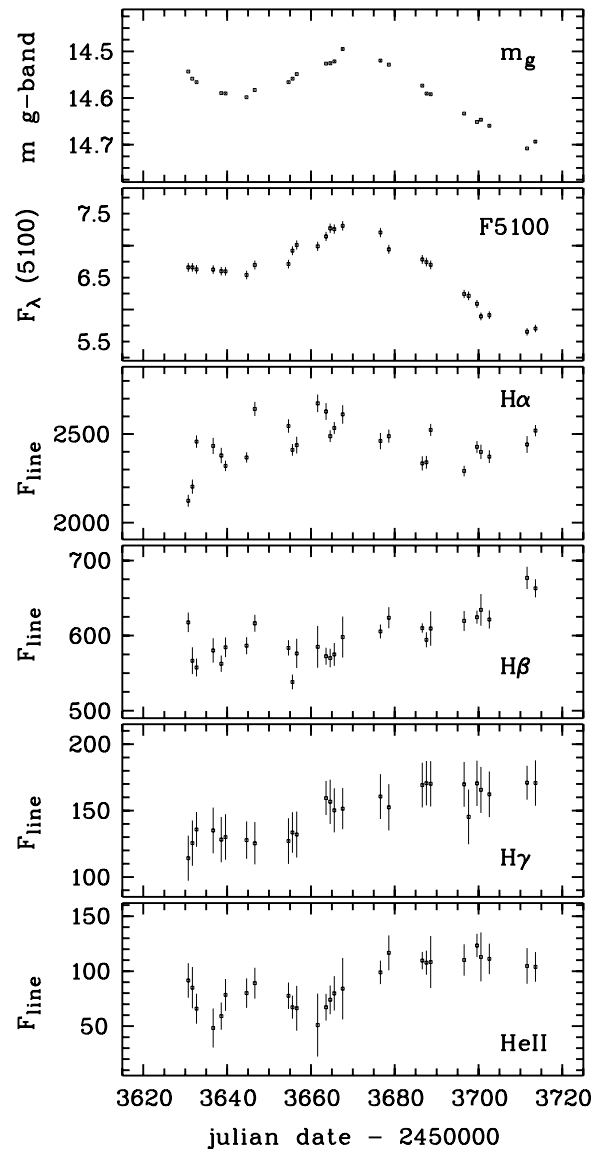 m g-band
14.5
14.6
14.7
m_g
F_λ (5100)
7.5
6.5
5.5
F5100
F_line
2500
2000
Hα
F_line
700
600
500
Hβ
F_line
200
150
100
Hγ
F_line
150
100
50
HeII
3620 3640 3660 3680 3700 3720
julian date - 2450000